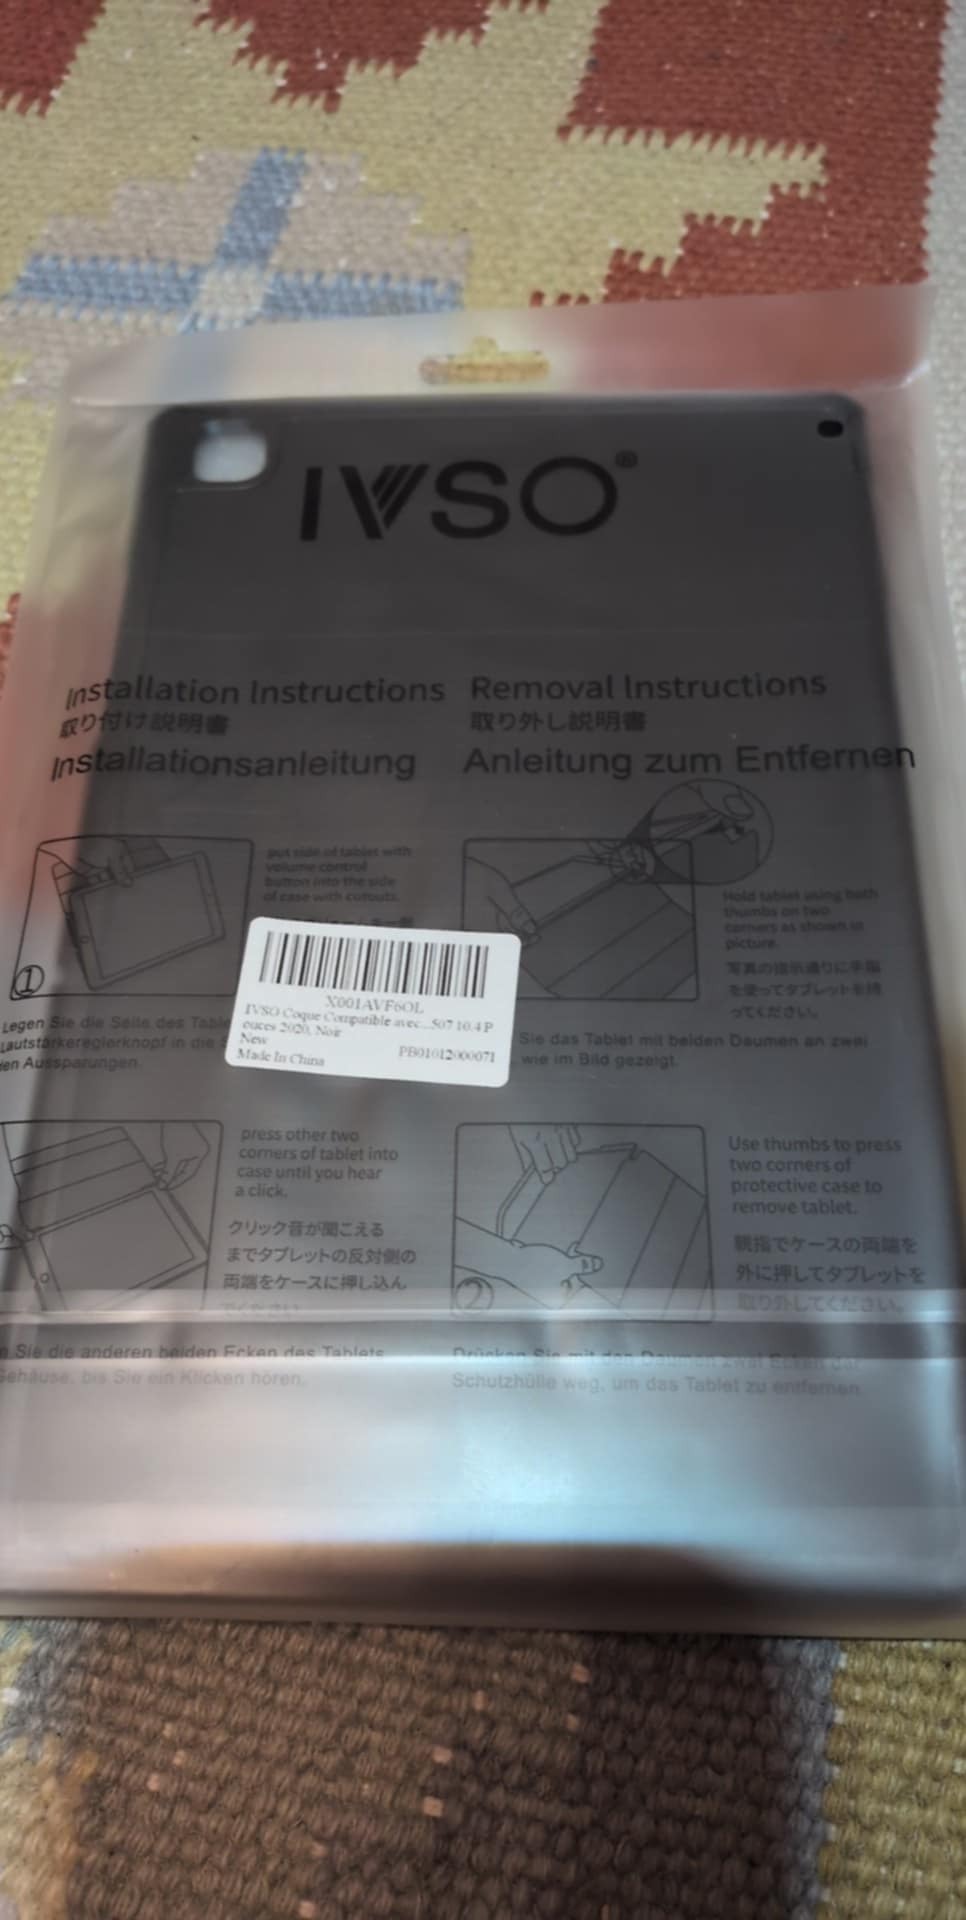 IVSO®
Installation Instructions
取り付け説明書
Installationsanleitung
Removal Instructions
取り外し説明書
Anleitung zum Entfernen
put side of tablet with
volume control
button into the side
of case with cutouts.
①
Legen Sie die Seite des
Lautstärkereglerknopf in die
en Aussparungen.
Hold tablet using both
thumbs on two
corners as shown in
picture.
写真の指示通りに手指
を使ってタブレットを持
ってください。
Sie das Tablet mit beiden Daumen an zwei
wie im Bild gezeigt.
X001AVF6OL
IVSO Coque Compatible avec...507 10.4 P
ouces 2020, Noir
New
Made In China
PB01012000071
press other two
corners of tablet into
case until you hear
a click.
クリック音が聞こえる
までタブレットの反対側の
両端をケースに押し込ん
でください
Sie die anderen beiden Ecken des Tablets
Gehäuse, bis Sie ein Klicken hören.
Use thumbs to press
two corners of
protective case to
remove tablet.
親指でケースの両端を
外に押してタブレットを
取り外してください。
②
Drücken Sie mit den Daumen zwei Ecken der
Schutzhülle weg, um das Tablet zu entfernen